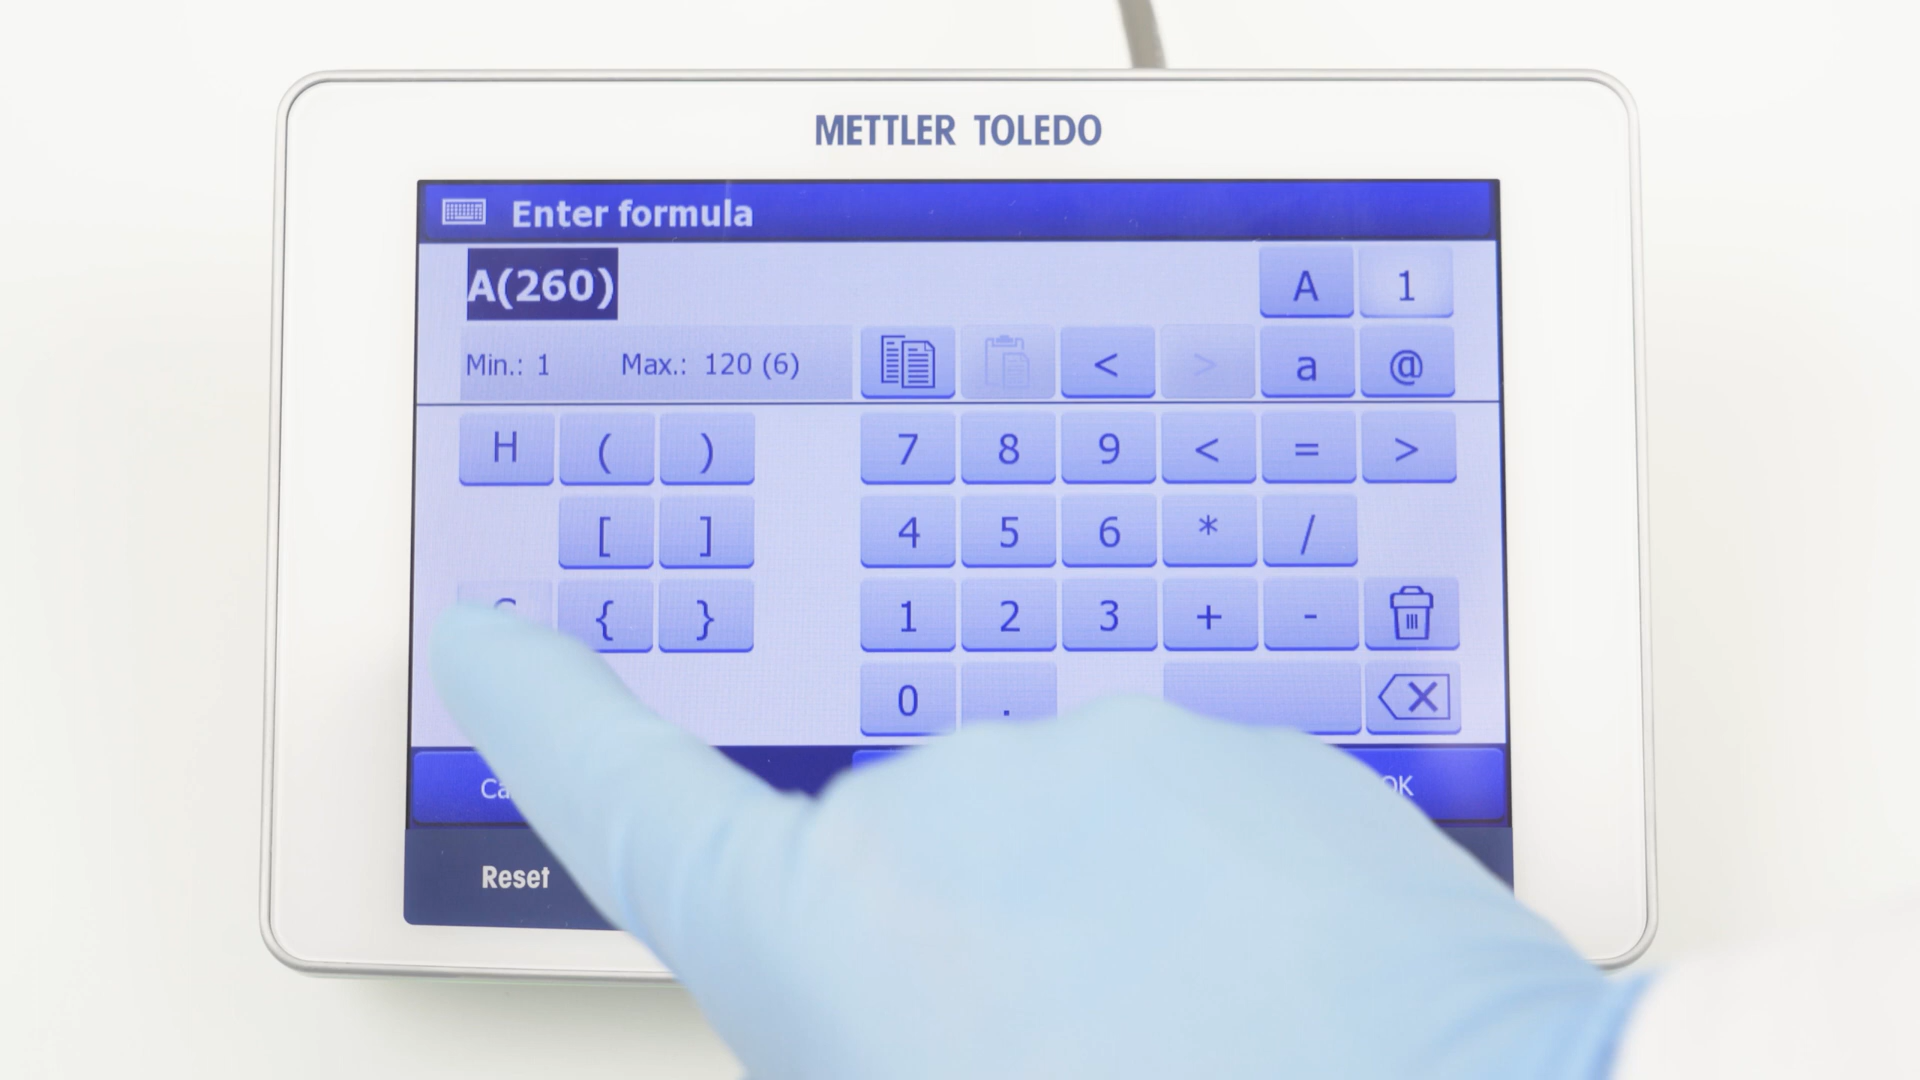 METTLER TOLEDO
Enter formula
A(260) A 1
Min.: 1 Max.: 120 (6) < > a @
H ( ) 7 8 9 < = >
[ ] 4 5 6 * /
{ } 1 2 3 + -
0 .
OK
Reset